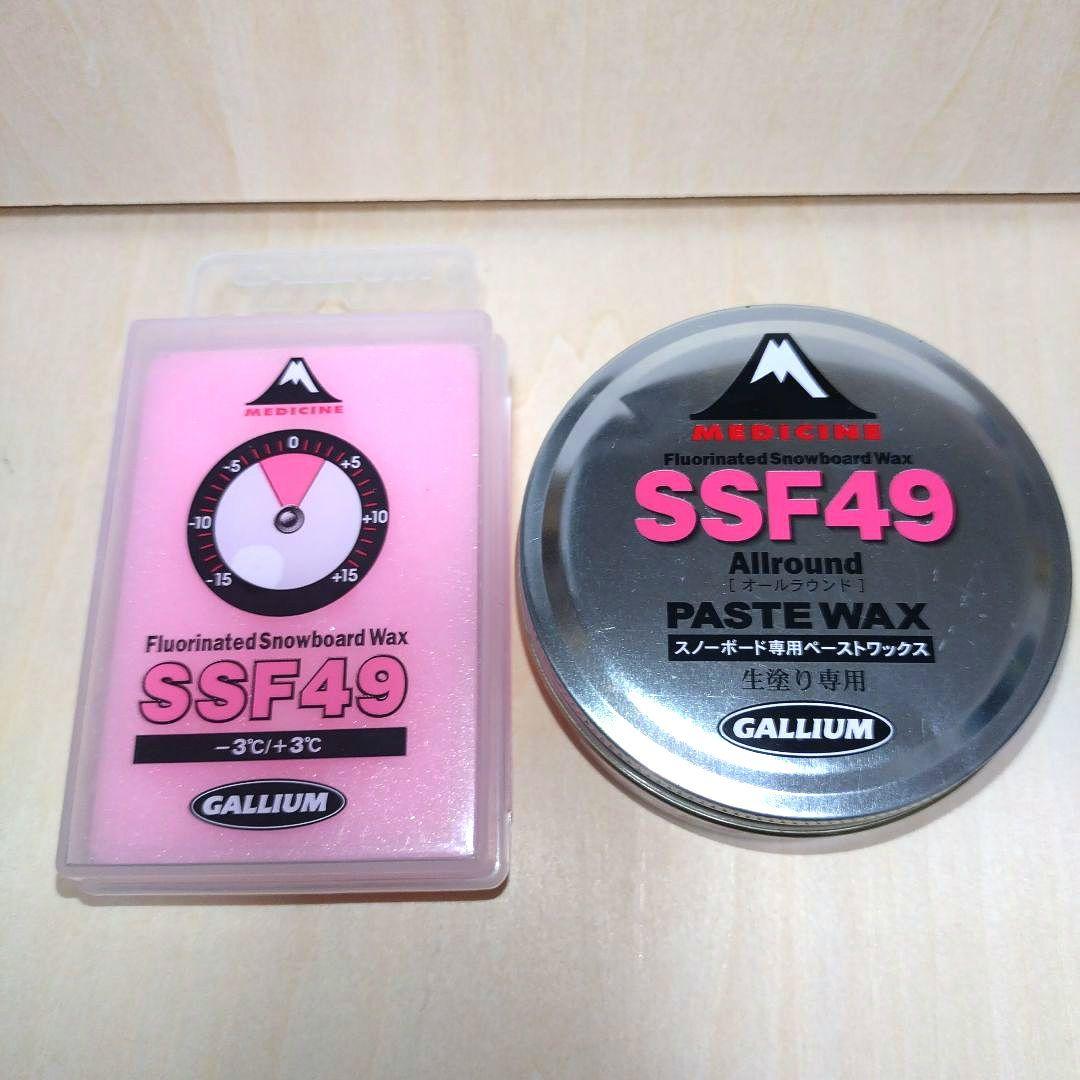 MEDICINE
0
-5
+5
-10
+10
-15
+15
Fluorinated Snowboard Wax
SSF49
-3℃/+3℃
GALLIUM
MEDICINE
Fluorinated Snowboard Wax
SSF49
Allround
[オールラウンド]
PASTE WAX
スノーボード専用ペーストワックス
生塗り専用
GALLIUM